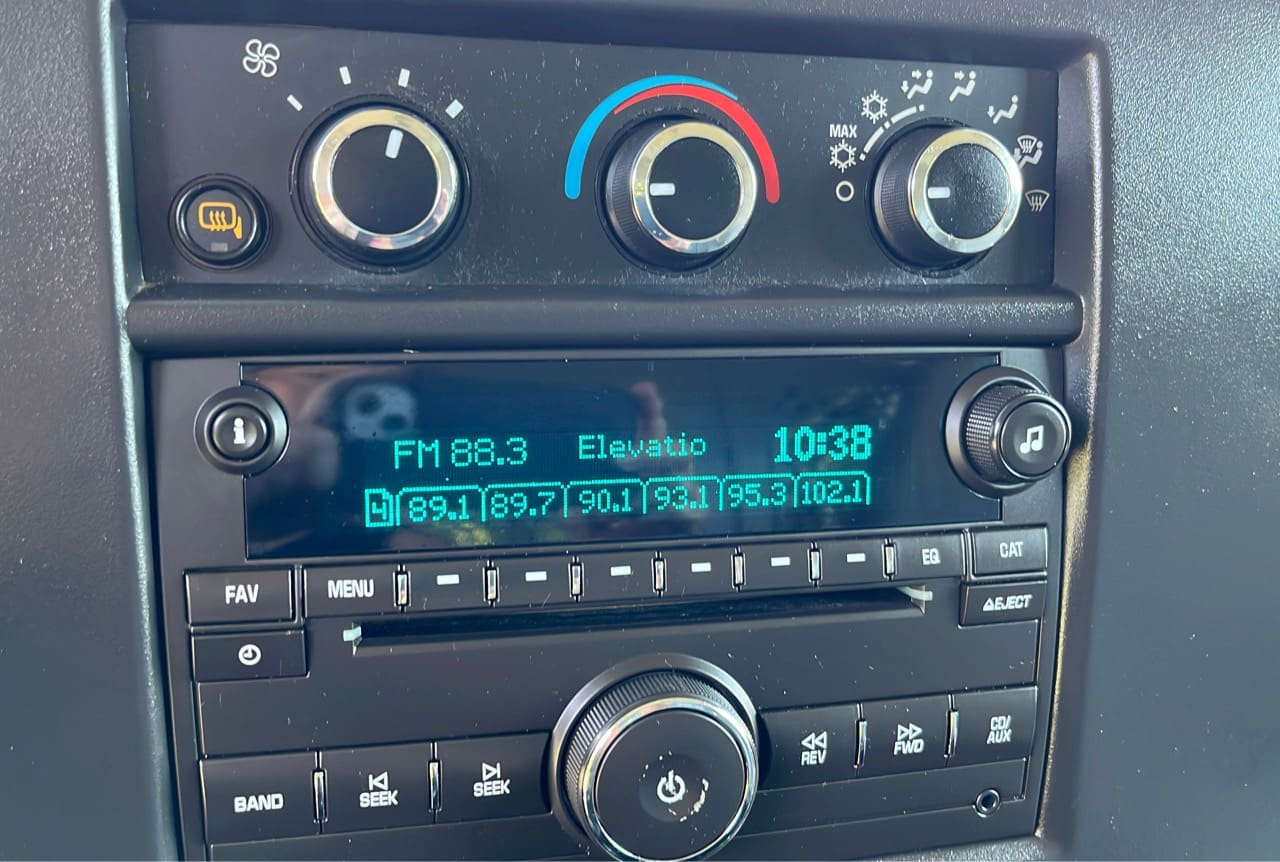 MAX
i
FM 88.3 Elevatio 10:38
4 89.1 89.7 90.1 93.1 95.3 102.1
FAV MENU EQ CAT
EJECT
BAND SEEK SEEK REV FWD CD/
AUX